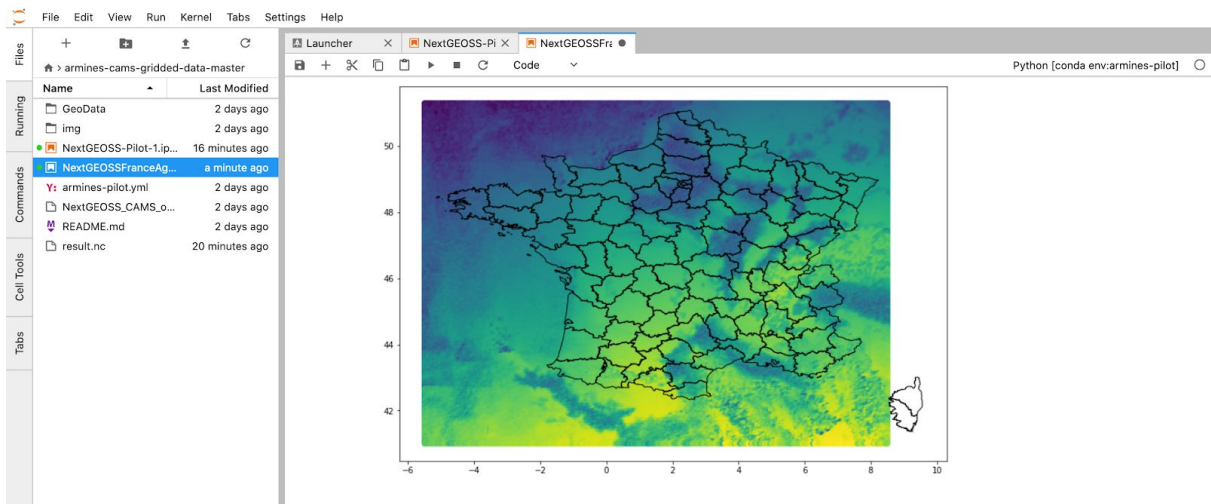 File Edit View Run Kernel Tabs Settings Help
Files
Running
Commands
Cell Tools
Tabs
armines-cams-gridded-data-master
Name Last Modified
GeoData 2 days ago
img 2 days ago
NextGEOSS-Pilot-1.ip... 16 minutes ago
NextGEOSSFranceAg... a minute ago
Y: armines-pilot.yml 2 days ago
NextGEOSS_CAMS_o... 2 days ago
README.md 2 days ago
result.nc 20 minutes ago
Launcher NextGEOSS-Pi NextGEOSSFra
Code Python [conda env:armines-pilot]
50
48
46
44
42
−6 −4 −2 0 2 4 6 8 10